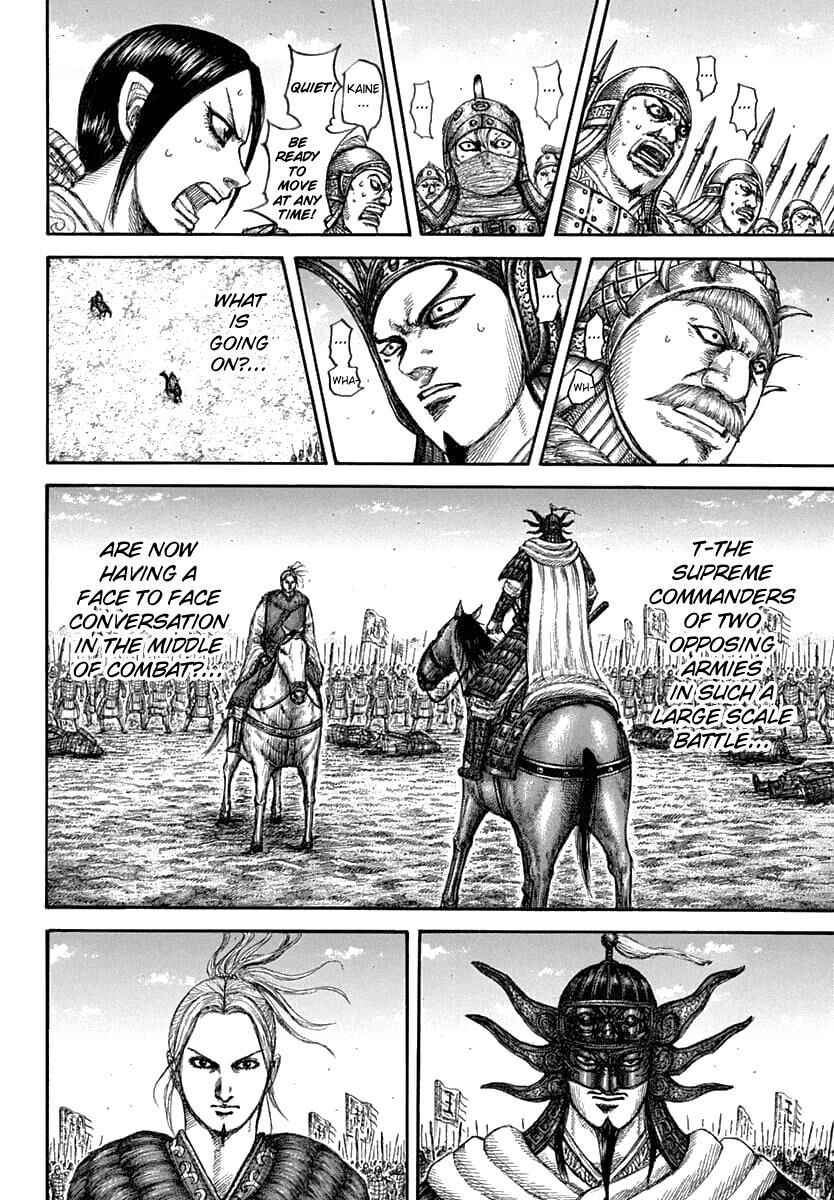 ....
....
....
....
KAINE
...
QUIET!
BE
READY
TO
MOVE
AT ANY
TIME!
...
WH-
...
...
WHA-
WHAT
IS
GOING
ON?...
T-THE
SUPREME
COMMANDERS
OF TWO
OPPOSING
ARMIES
IN SUCH A
LARGE SCALE
BATTLE...
ARE NOW
HAVING A
FACE TO FACE
CONVERSATION
IN THE MIDDLE
OF COMBAT?...
王
王